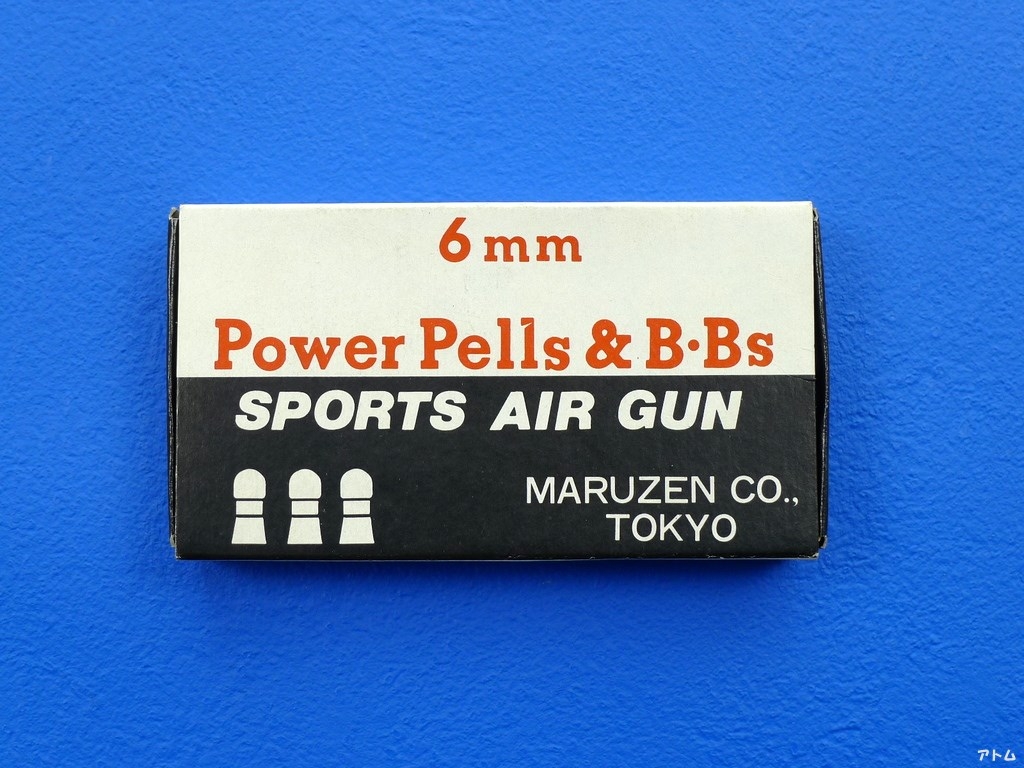 6 mm
Power Pells & B·Bs
SPORTS AIR GUN
MARUZEN CO.,
TOKYO
アトム